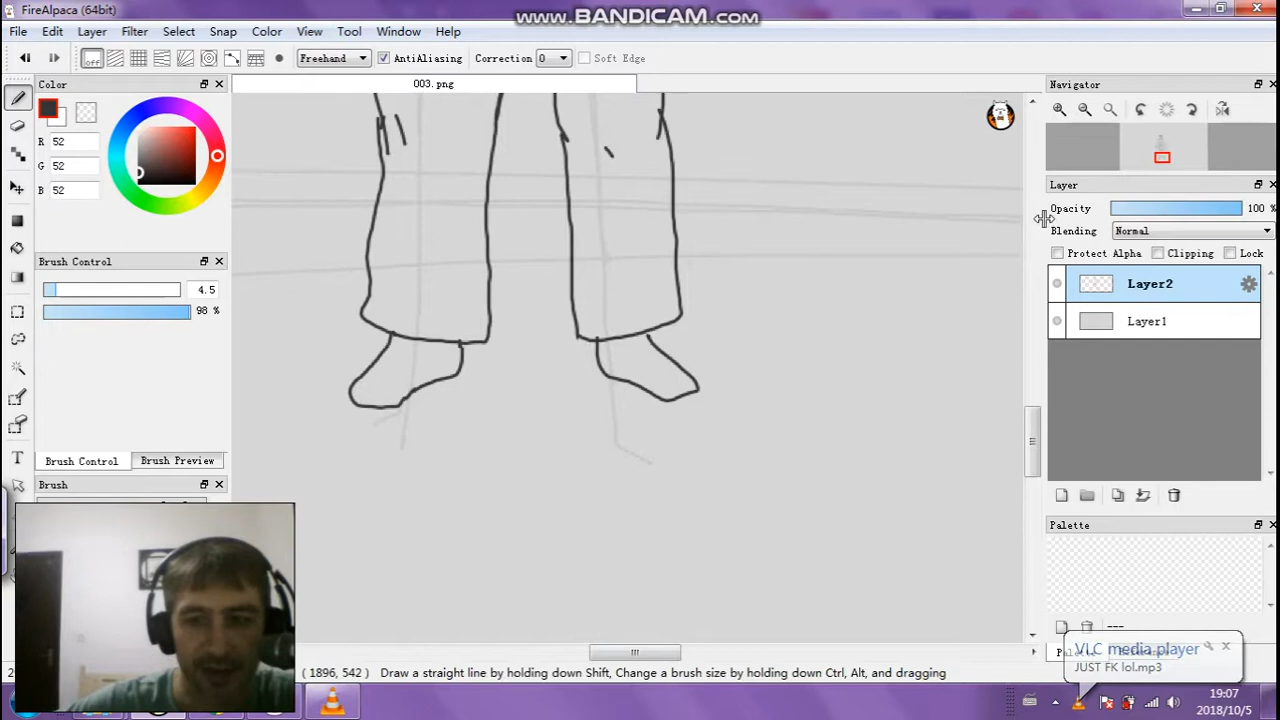 FireAlpaca (64bit)
www.BANDICAM.com
File Edit Layer Filter Select Snap Color View Tool Window Help
off
Freehand
AntiAliasing
Correction 0
Soft Edge
Color
003.png
Navigator
R 52
G 52
B 52
Layer
Opacity 100 %
Blending Normal
Protect Alpha
Clipping
Lock
Brush Control
4.5
98 %
Layer2
Layer1
Brush Control
Brush Preview
Brush
Palette
VLC media player
JUST FK lol.mp3
( 1896, 542 ) Draw a straight line by holding down Shift, Change a brush size by holding down Ctrl, Alt, and dragging
19:07
2018/10/5